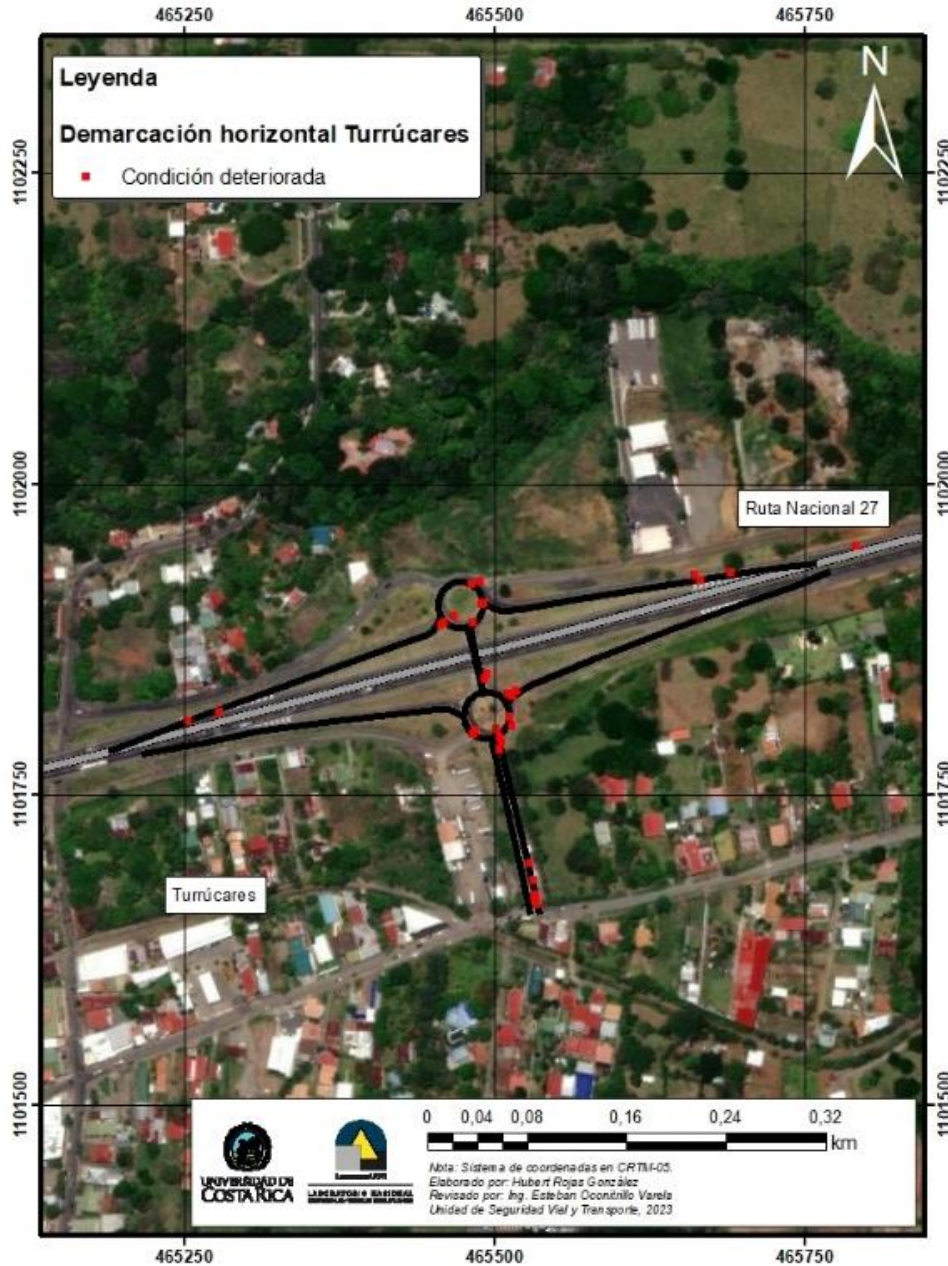 465250 465500 465750
Leyenda
Demarcación horizontal Turrúcares
Condición deteriorada
N
1102250 1102250
1102000 1102000
Ruta Nacional 27
1101750 1101750
Turrúcares
1101500 1101500
UNIVERSIDAD DE
COSTA RICA
LABORATORIO NACIONAL
0 0,04 0,08 0,16 0,24 0,32
km
Nota: Sistema de coordenadas en CRTM-05.
Elaborado por: Hubert Rojas González
Revisado por: Ing. Esteban Oconitrillo Varela
Unidad de Seguridad Vial y Transporte, 2023
465250 465500 465750